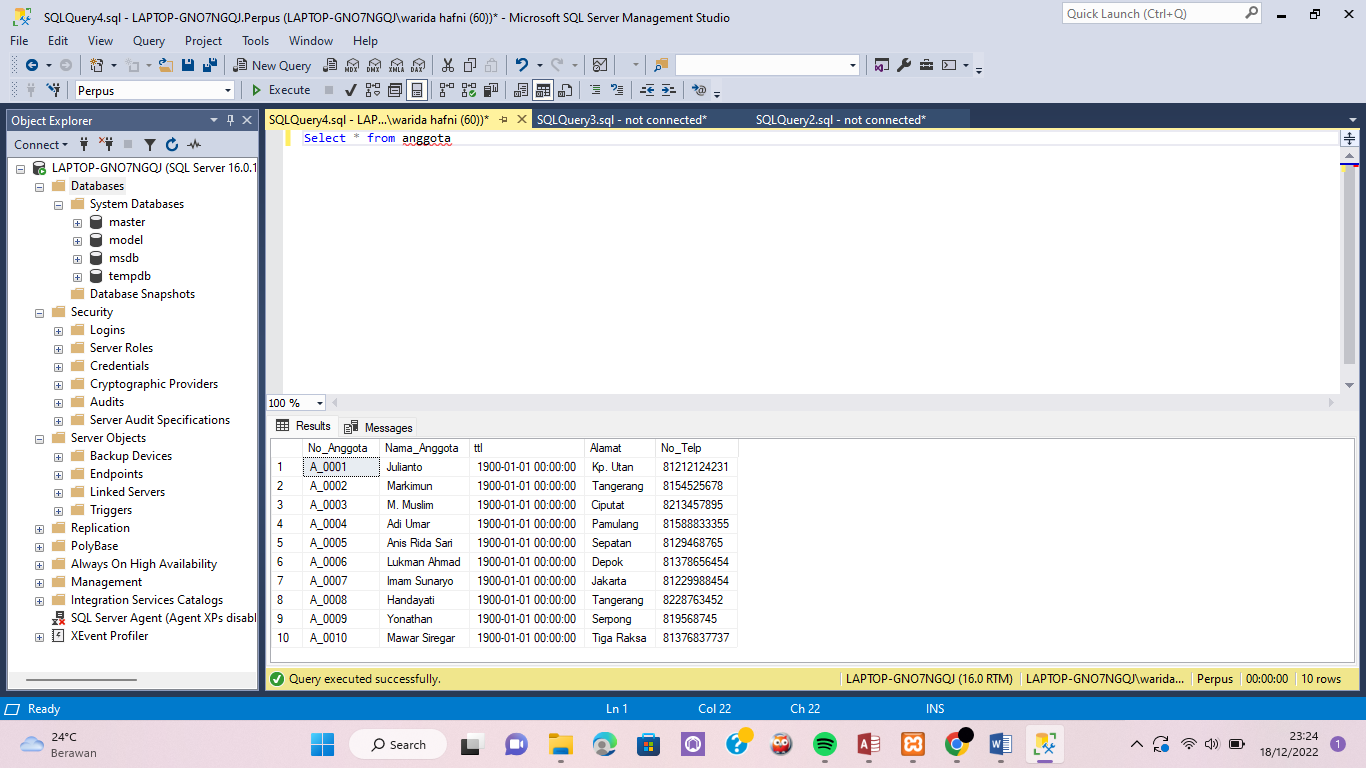 SQLQuery4.sql - LAPTOP-GNO7NGQJ.Perpus (LAPTOP-GNO7NGQJ\warida hafni (60))* - Microsoft SQL Server Management Studio
Quick Launch (Ctrl+Q)
File Edit View Query Project Tools Window Help
New Query MDX DMX XMLA DAX
Perpus Execute
Object Explorer
SQLQuery4.sql - LAP...\warida hafni (60))* SQLQuery3.sql - not connected* SQLQuery2.sql - not connected*
Connect
Select * from anggota
LAPTOP-GNO7NGQJ (SQL Server 16.0.1
Databases
System Databases
master
model
msdb
tempdb
Database Snapshots
Security
Logins
Server Roles
Credentials
Cryptographic Providers
Audits
Server Audit Specifications
Server Objects
Backup Devices
Endpoints
Linked Servers
Triggers
Replication
PolyBase
Always On High Availability
Management
Integration Services Catalogs
SQL Server Agent (Agent XPs disabl
XEvent Profiler
100 %
Results Messages
No_Anggota Nama_Anggota ttl Alamat No_Telp
1 A_0001 Julianto 1900-01-01 00:00:00 Kp. Utan 81212124231
2 A_0002 Markimun 1900-01-01 00:00:00 Tangerang 8154525678
3 A_0003 M. Muslim 1900-01-01 00:00:00 Ciputat 8213457895
4 A_0004 Adi Umar 1900-01-01 00:00:00 Pamulang 81588833355
5 A_0005 Anis Rida Sari 1900-01-01 00:00:00 Sepatan 8129468765
6 A_0006 Lukman Ahmad 1900-01-01 00:00:00 Depok 81378656454
7 A_0007 Imam Sunaryo 1900-01-01 00:00:00 Jakarta 81229988454
8 A_0008 Handayati 1900-01-01 00:00:00 Tangerang 8228763452
9 A_0009 Yonathan 1900-01-01 00:00:00 Serpong 819568745
10 A_0010 Mawar Siregar 1900-01-01 00:00:00 Tiga Raksa 81376837737
Query executed successfully. LAPTOP-GNO7NGQJ (16.0 RTM) LAPTOP-GNO7NGQJ\warida... Perpus 00:00:00 10 rows
Ready Ln 1 Col 22 Ch 22 INS
24°C
Berawan
Search
23:24
18/12/2022
1